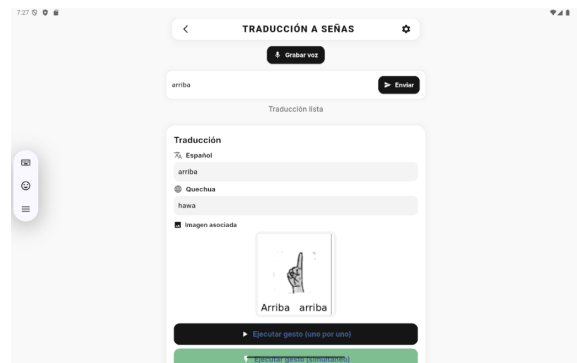 7:27
TRADUCCIÓN A SEÑAS
Grabar voz
arriba
Enviar
Traducción lista
Traducción
Español
arriba
Quechua
hawa
Imagen asociada
Arriba arriba
Ejecutar gesto (uno por uno)
Ejecutar gesto (simultáneo)